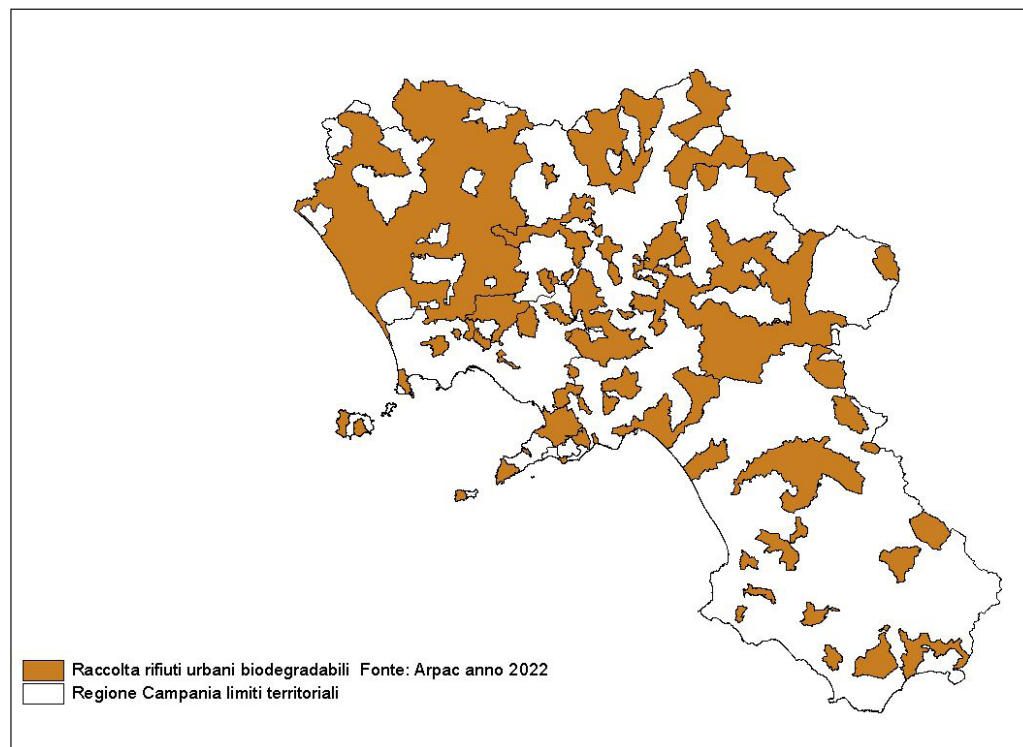 Raccolta rifiuti urbani biodegradabili Fonte: Arpac anno 2022
Regione Campania limiti territoriali